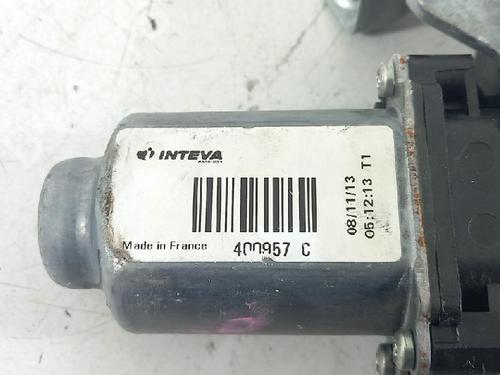 INTEVA
Made in France
400957 C
08/11/13
05:12:13 T1